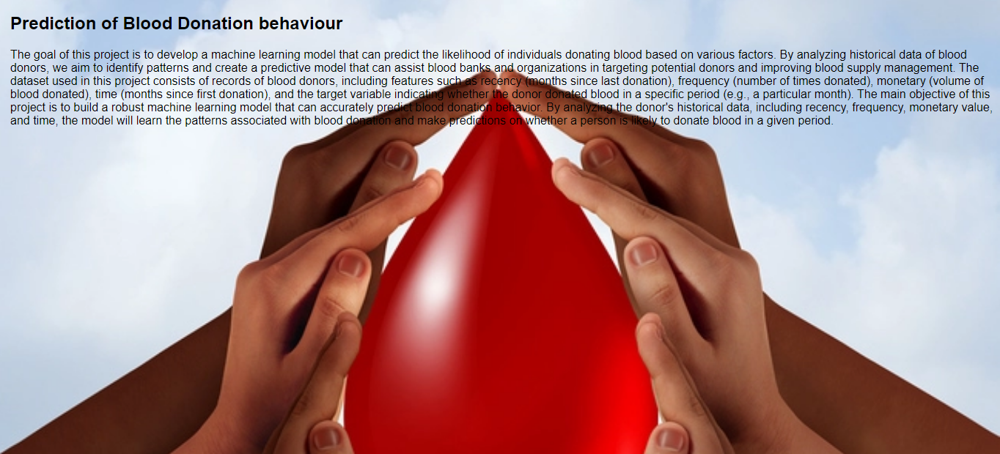 Prediction of Blood Donation behaviour
The goal of this project is to develop a machine learning model that can predict the likelihood of individuals donating blood based on various factors. By analyzing historical data of blood
donors, we aim to identify patterns and create a predictive model that can assist blood banks and organizations in targeting potential donors and improving blood supply management. The
dataset used in this project consists of records of blood donors, including features such as recency (months since last donation), frequency (number of times donated), monetary (volume of
blood donated), time (months since first donation), and the target variable indicating whether the donor donated blood in a specific period (e.g., a particular month). The main objective of this
project is to build a robust machine learning model that can accurately predict blood donation behavior. By analyzing the donor's historical data, including recency, frequency, monetary value,
and time, the model will learn the patterns associated with blood donation and make predictions on whether a person is likely to donate blood in a given period.